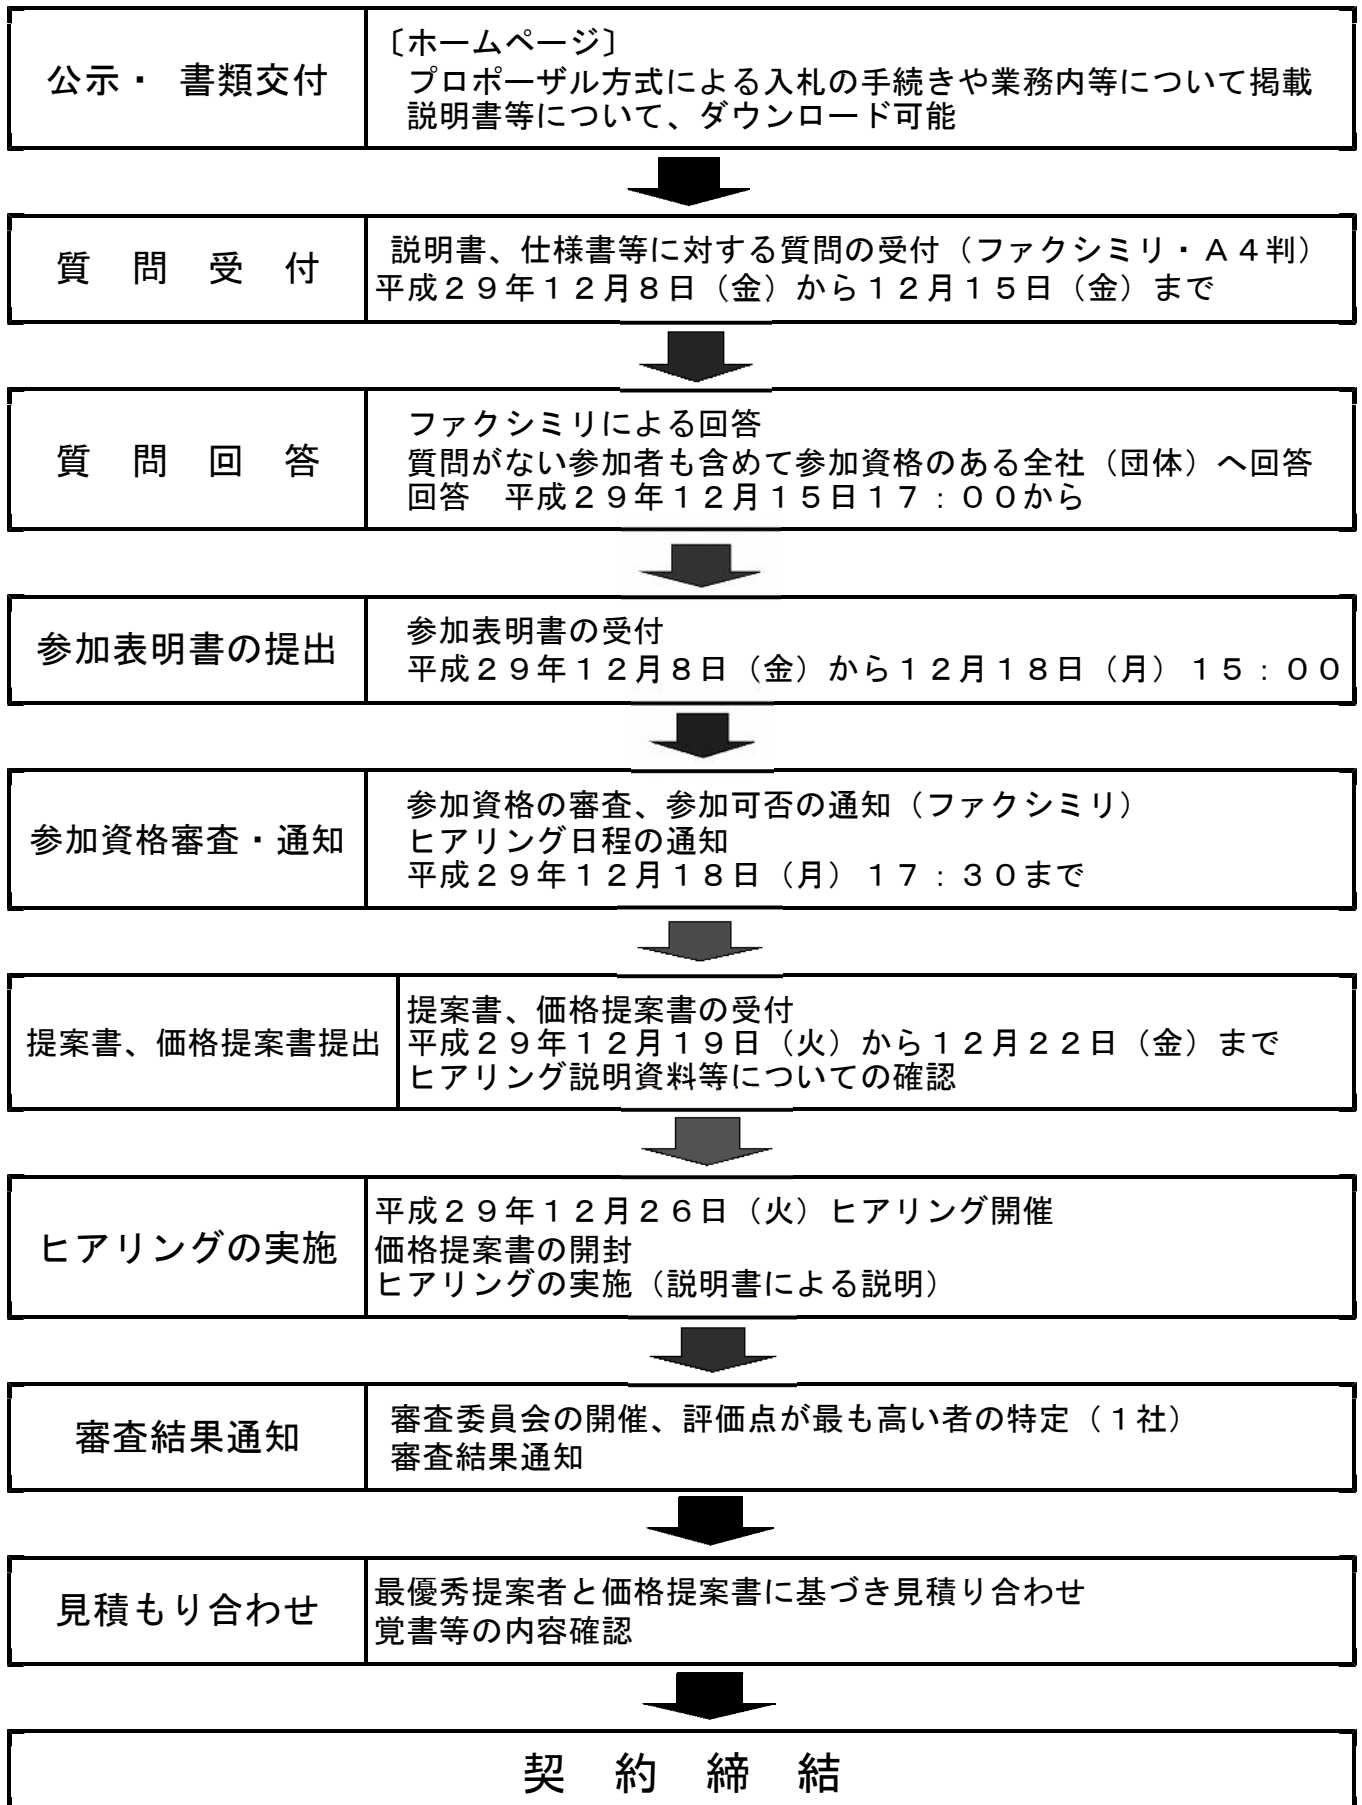 公示・　書類交付
〔ホームページ〕
プロポーザル方式による入札の手続きや業務内等について掲載
説明書等について、ダウンロード可能
質　問　受　付
説明書、仕様書等に対する質問の受付（ファクシミリ・Ａ４判）
平成２９年１２月８日（金）から１２月１５日（金）まで
質　問　回　答
ファクシミリによる回答
質問がない参加者も含めて参加資格のある全社（団体）へ回答
回答　平成２９年１２月１５日１７：００から
参加表明書の提出
参加表明書の受付
平成２９年１２月８日（金）から１２月１８日（月）１５：００
参加資格審査・通知
参加資格の審査、参加可否の通知（ファクシミリ）
ヒアリング日程の通知
平成２９年１２月１８日（月）１７：３０まで
提案書、価格提案書提出
提案書、価格提案書の受付
平成２９年１２月１９日（火）から１２月２２日（金）まで
ヒアリング説明資料等についての確認
ヒアリングの実施
平成２９年１２月２６日（火）ヒアリング開催
価格提案書の開封
ヒアリングの実施（説明書による説明）
審査結果通知
審査委員会の開催、評価点が最も高い者の特定（１社）
審査結果通知
見積もり合わせ
最優秀提案者と価格提案書に基づき見積り合わせ
覚書等の内容確認
契　約　締　結